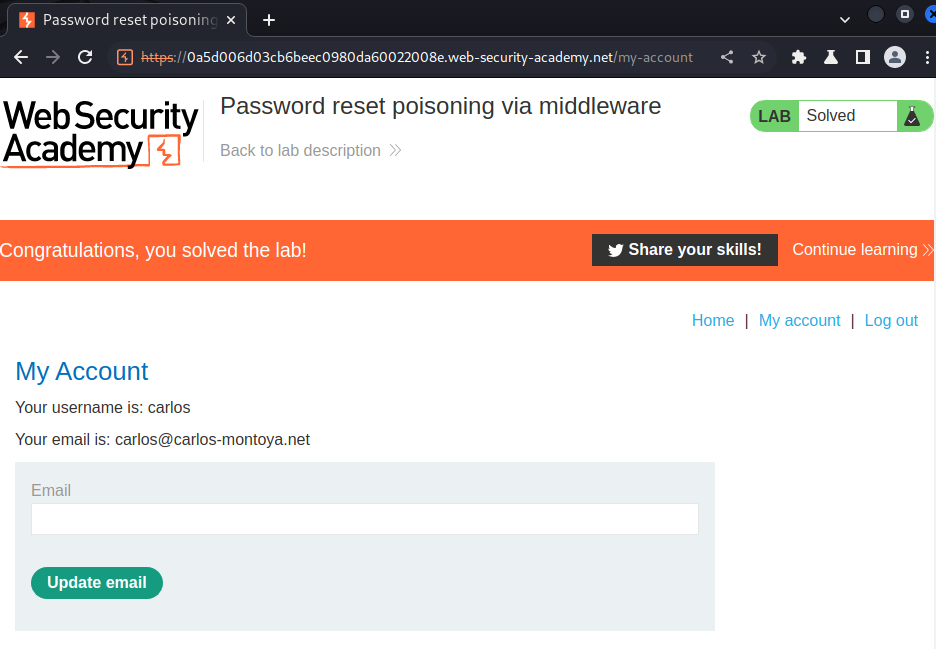 Password reset poisoning
https://0a5d006d03cb6beec0980da60022008e.web-security-academy.net/my-account
Web Security
Academy
Password reset poisoning via middleware
Back to lab description
LAB Solved
Congratulations, you solved the lab!
Share your skills!
Continue learning
Home | My account | Log out
My Account
Your username is: carlos
Your email is: carlos@carlos-montoya.net
Email
Update email